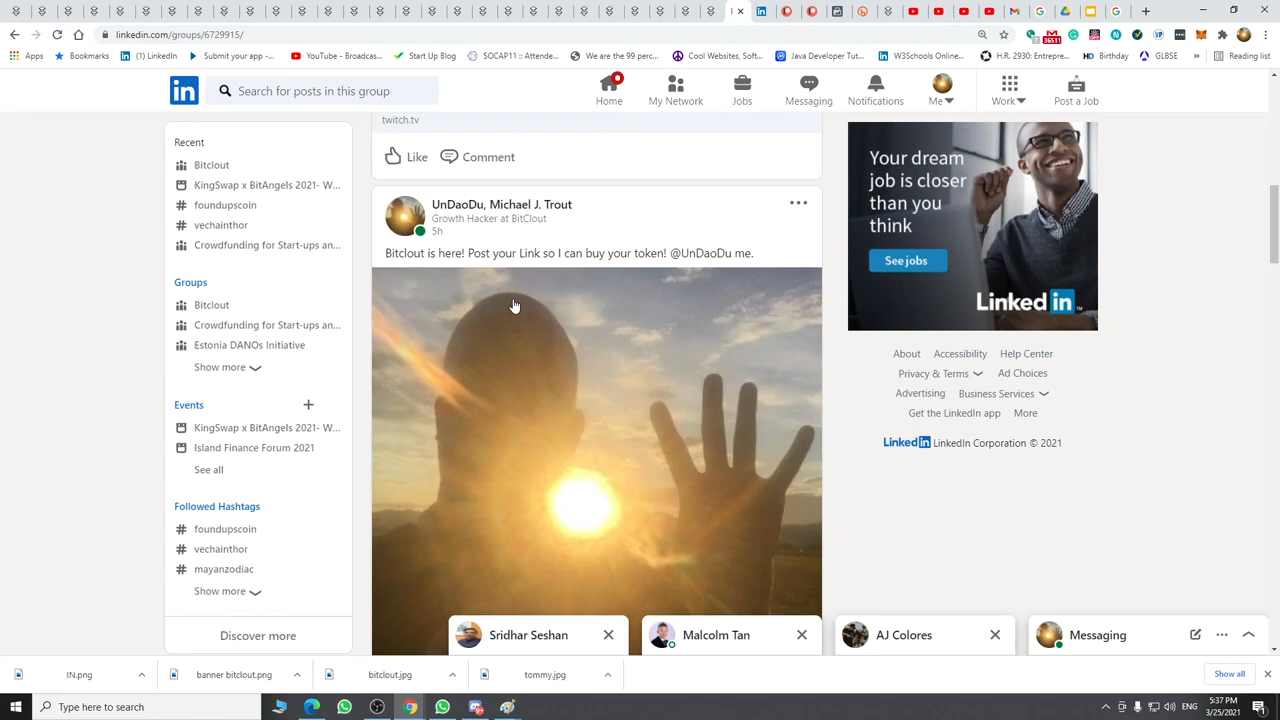 linkedin.com/groups/6729915/
36511
Apps
Bookmarks
(1) LinkedIn
Submit your app -...
YouTube -"broadcas...
Start Up Blog
SOCAP11 :: Attende...
We are the 99 perc...
Cool Websites, Soft...
Java Developer Tut...
W3Schools Online...
H.R. 2930: Entrepre...
HD Birthday
GLBSE
»
Reading list
in
Search for posts in this group
Home
My Network
Jobs
Messaging
Notifications
Me
Work
Post a Job
Recent
Bitclout
KingSwap x BitAngels 2021- W...
foundupscoin
vechainthor
Crowdfunding for Start-ups an...
Groups
Bitclout
Crowdfunding for Start-ups an...
Estonia DANOs Initiative
Show more
Events
KingSwap x BitAngels 2021- W...
Island Finance Forum 2021
See all
Followed Hashtags
# foundupscoin
# vechainthor
# mayanzodiac
Show more
Discover more
twitch.tv
Like
Comment
UnDaoDu, Michael J. Trout
Growth Hacker at BitClout
5h
Bitclout is here! Post your Link so I can buy your token! @UnDaoDu me.
Your dream
job is closer
than you
think
See jobs
LinkedIn
About
Accessibility
Help Center
Privacy & Terms
Ad Choices
Advertising
Business Services
Get the LinkedIn app
More
LinkedIn LinkedIn Corporation © 2021
Sridhar Seshan
Malcolm Tan
AJ Colores
Messaging
IN.png
banner bitclout.png
bitclout.jpg
tommy.jpg
Show all
Type here to search
5:37 PM
3/25/2021